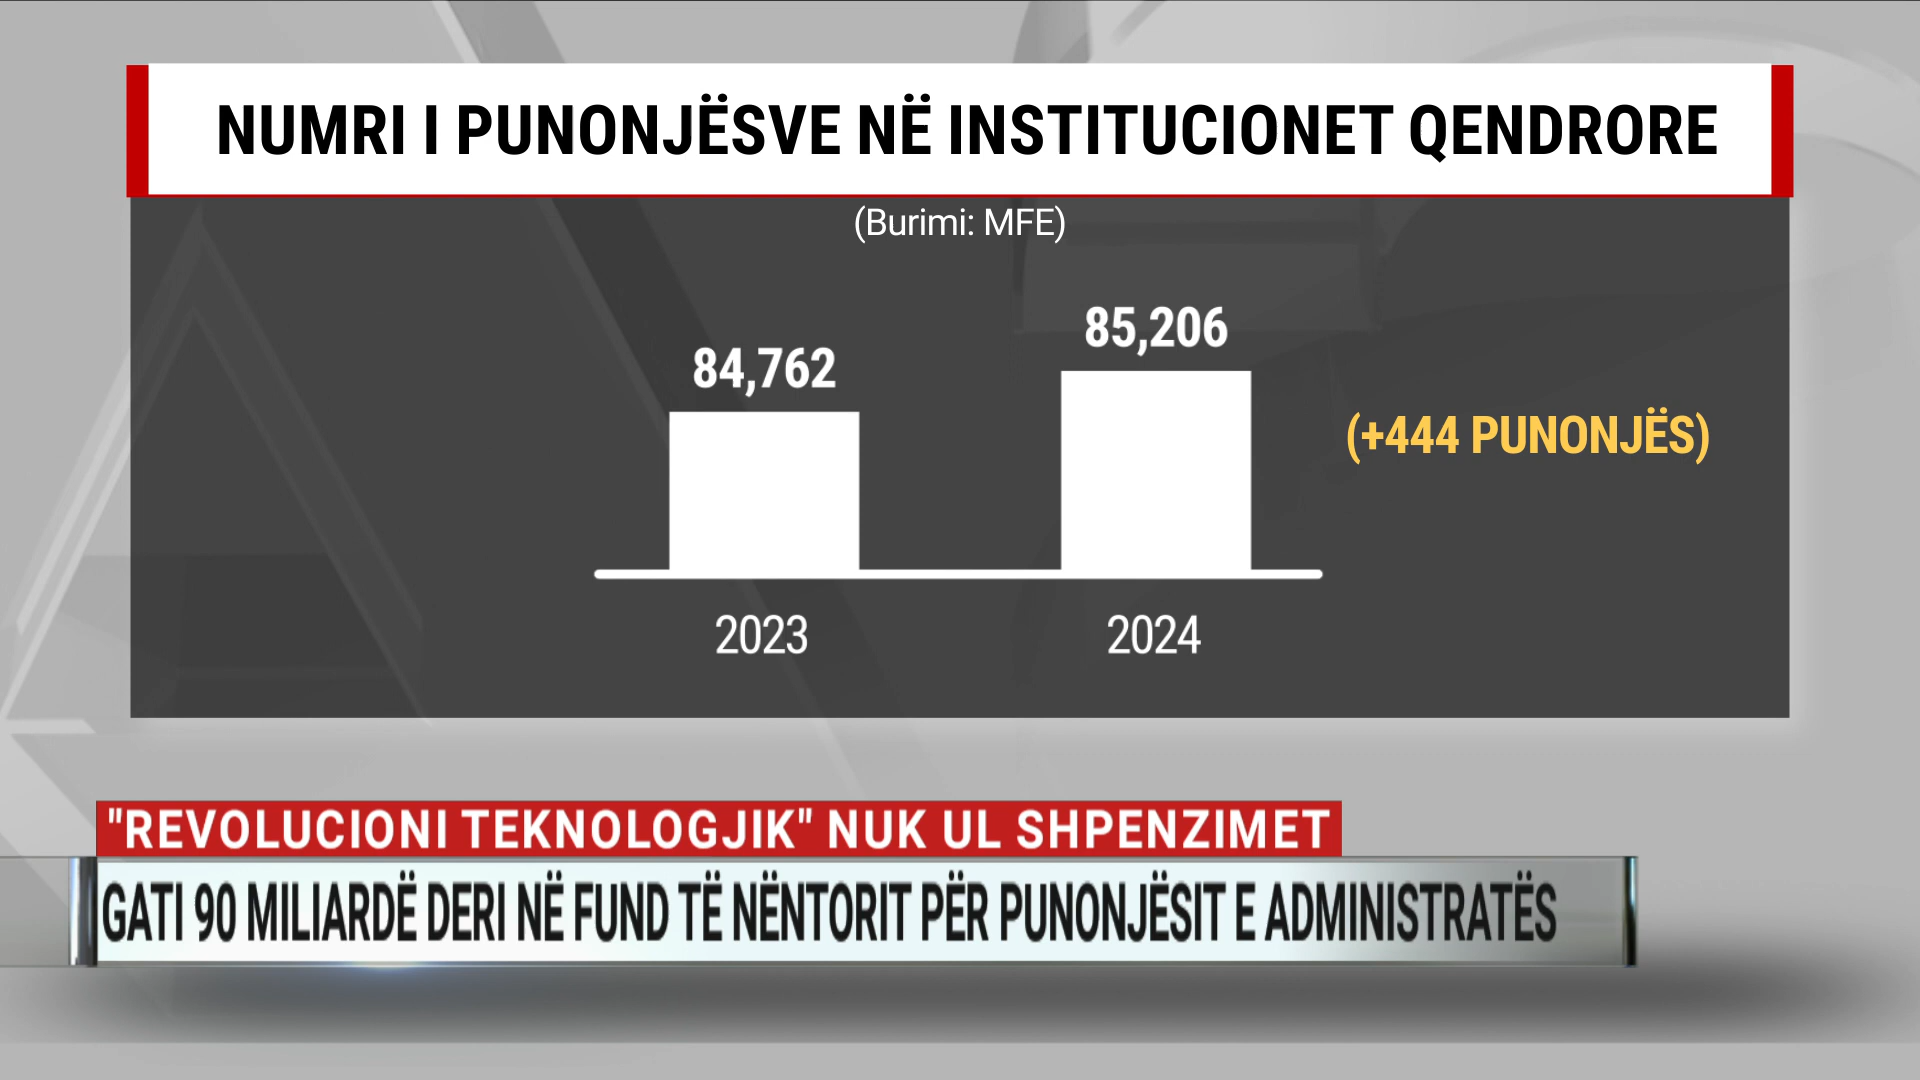 NUMRI I PUNONJËSVE NË INSTITUCIONET QENDRORE
(Burimi: MFE)
84,762
85,206
(+444 PUNONJËS)
2023
2024
"REVOLUCIONI TEKNOLOGJIK" NUK UL SHPENZIMET
GATI 90 MILIARDË DERI NË FUND TË NËNTORIT PËR PUNONJËSIT E ADMINISTRATËS